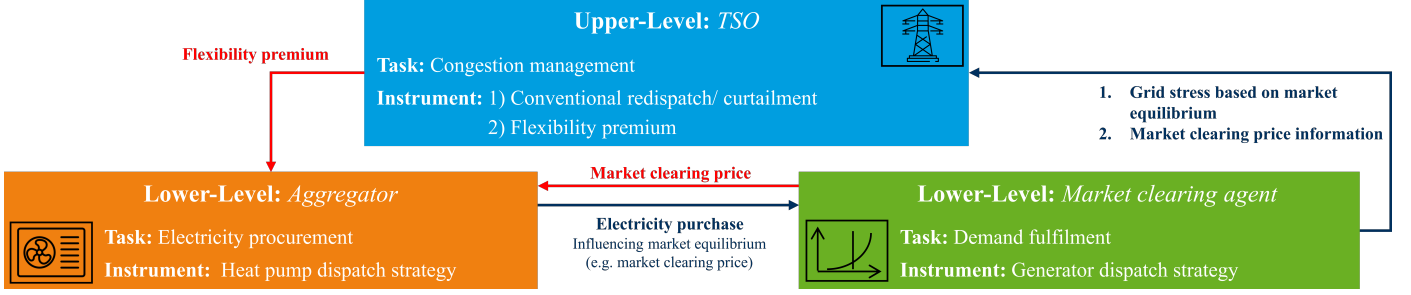 Upper-Level: TSO
Task: Congestion management
Instrument: 1) Conventional redispatch/ curtailment
2) Flexibility premium
Flexibility premium
1. Grid stress based on market
equilibrium
2. Market clearing price information
Lower-Level: Aggregator
Task: Electricity procurement
Instrument: Heat pump dispatch strategy
Market clearing price
Electricity purchase
Influencing market equilibrium
(e.g. market clearing price)
Lower-Level: Market clearing agent
Task: Demand fulfilment
Instrument: Generator dispatch strategy